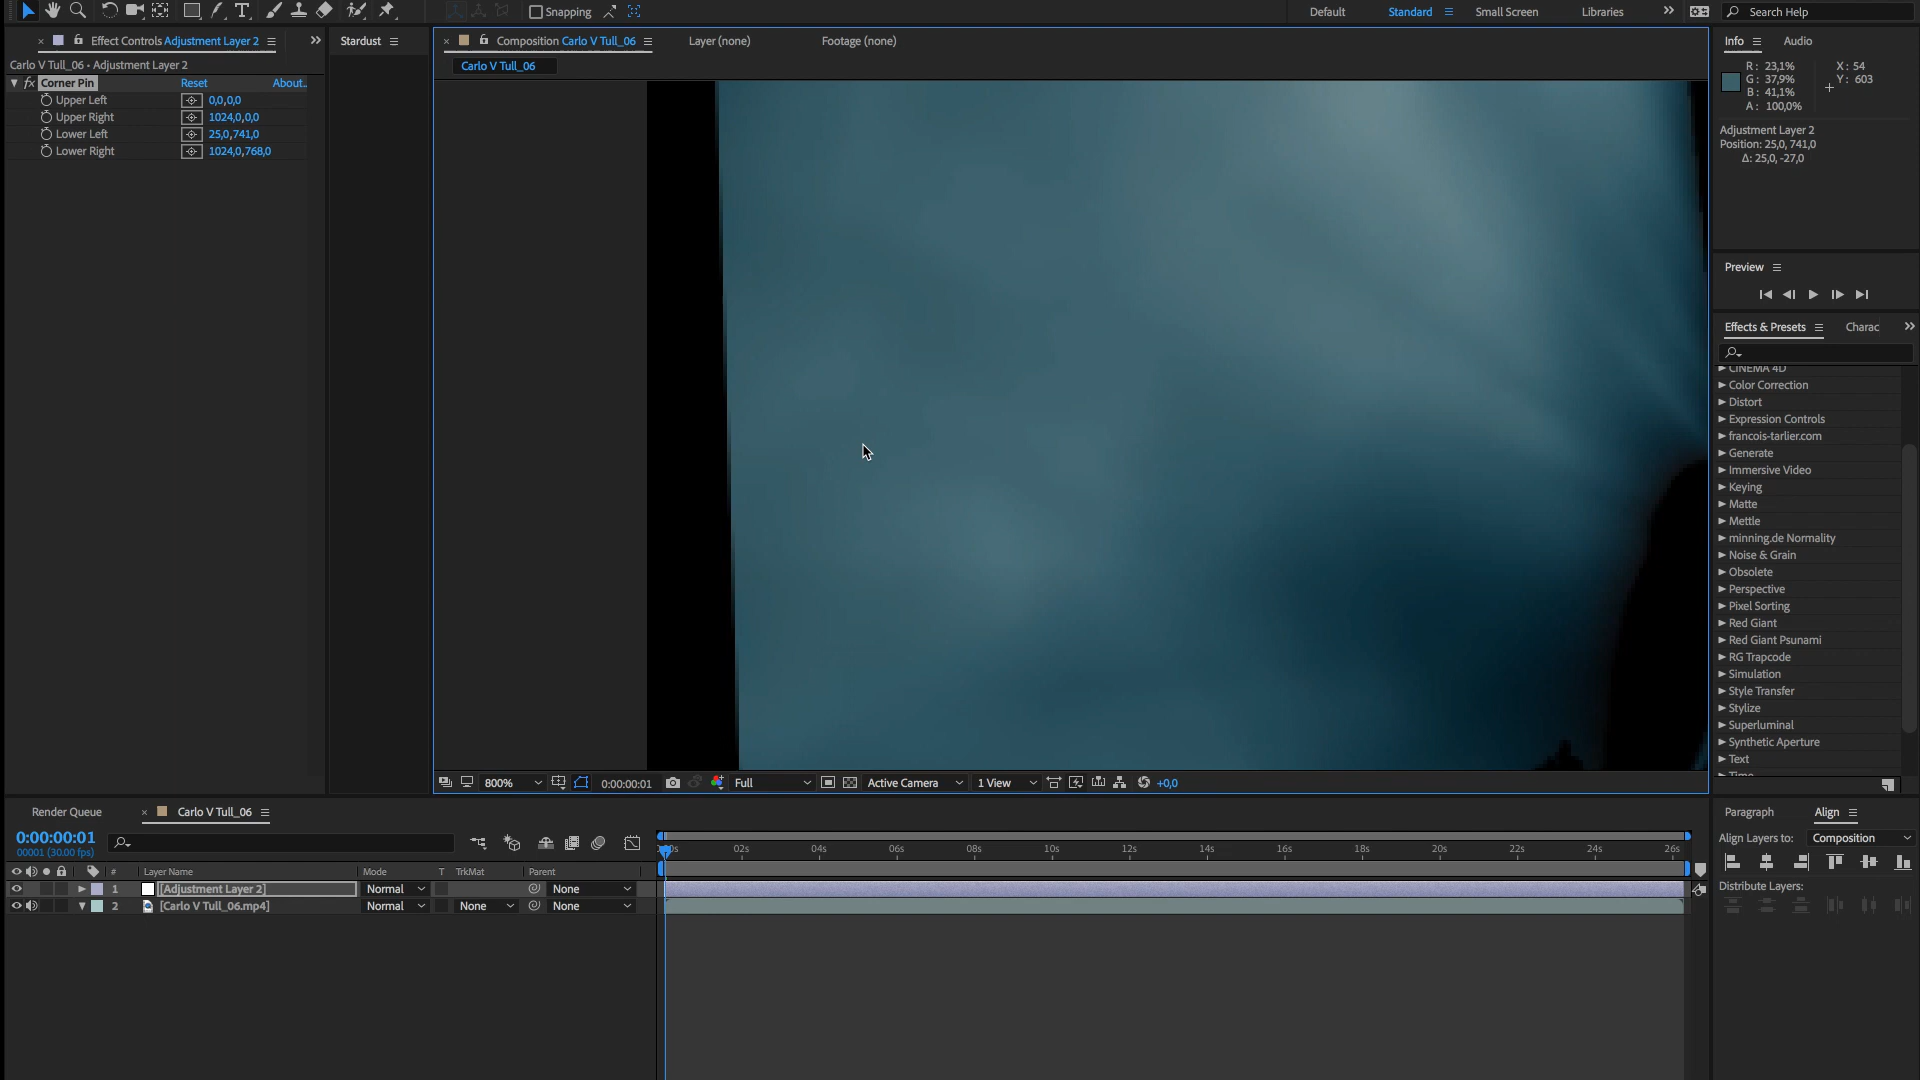 Snapping
Default
Standard
Small Screen
Libraries
Search Help
Effect Controls Adjustment Layer 2
Stardust
Composition Carlo V Tull_06
Layer (none)
Footage (none)
Info
Audio
Carlo V Tull_06 • Adjustment Layer 2
Carlo V Tull_06
fx Corner Pin
Reset
About..
Upper Left
0,0,0,0
Upper Right
1024,0,0,0
Lower Left
25,0,741,0
Lower Right
1024,0,768,0
R: 23,1%
G: 37,9%
B: 41,1%
A: 100,0%
X: 54
Y: 603
Adjustment Layer 2
Position: 25,0, 741,0
Δ: 25,0, -27,0
Preview
Effects & Presets
Charac
CINEMA 4D
Color Correction
Distort
Expression Controls
francois-tarlier.com
Generate
Immersive Video
Keying
Matte
Mettle
minning.de Normality
Noise & Grain
Obsolete
Perspective
Pixel Sorting
Red Giant
Red Giant Psunami
RG Trapcode
Simulation
Style Transfer
Stylize
Superluminal
Synthetic Aperture
Text
Time
800%
0:00:00:01
Full
Active Camera
1 View
+0,0
Render Queue
Carlo V Tull_06
0:00:00:01
00001 (30.00 fps)
02s
04s
06s
08s
10s
12s
14s
16s
18s
20s
22s
24s
26s
#
Layer Name
Mode
T
TrkMat
Parent
1
[Adjustment Layer 2]
Normal
None
2
[Carlo V Tull_06.mp4]
Normal
None
None
Paragraph
Align
Align Layers to:
Composition
Distribute Layers: